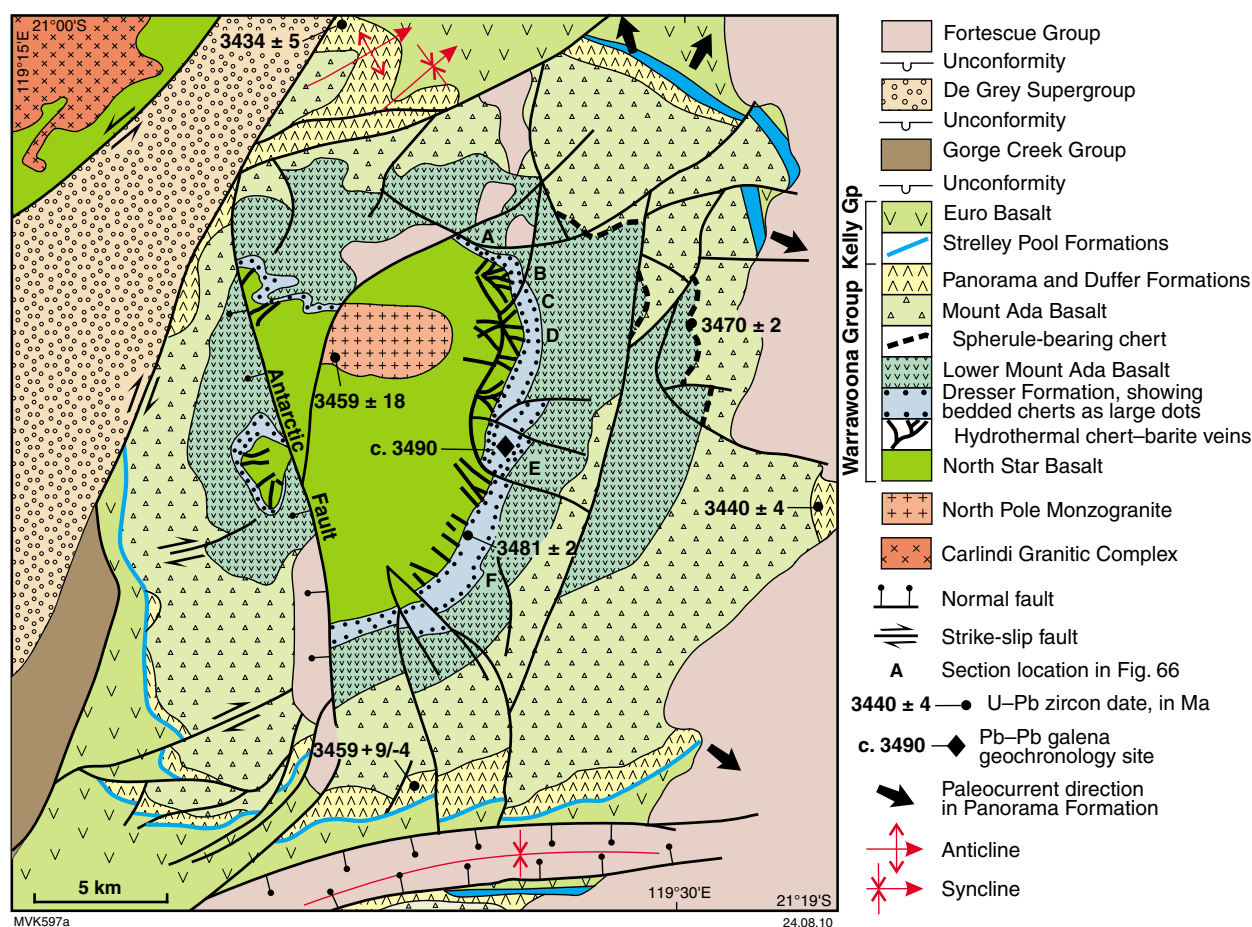 21°00'S
119°15'E
3434 ± 5
A
B
C
D
3470 ± 2
3459 ± 18
Antarctic
Fault
c. 3490
E
3440 ± 4
3481 ± 2
F
3459 +9/-4
5 km
119°30'E
21°19'S
MVK597a
24.08.10
Fortescue Group
Unconformity
De Grey Supergroup
Unconformity
Gorge Creek Group
Unconformity
Kelly Gp
Euro Basalt
Strelley Pool Formations
Warrawoona Group
Panorama and Duffer Formations
Mount Ada Basalt
Spherule-bearing chert
Lower Mount Ada Basalt
Dresser Formation, showing
bedded cherts as large dots
Hydrothermal chert–barite veins
North Star Basalt
North Pole Monzogranite
Carlindi Granitic Complex
Normal fault
Strike-slip fault
A Section location in Fig. 66
3440 ± 4 U–Pb zircon date, in Ma
c. 3490 Pb–Pb galena
geochronology site
Paleocurrent direction
in Panorama Formation
Anticline
Syncline